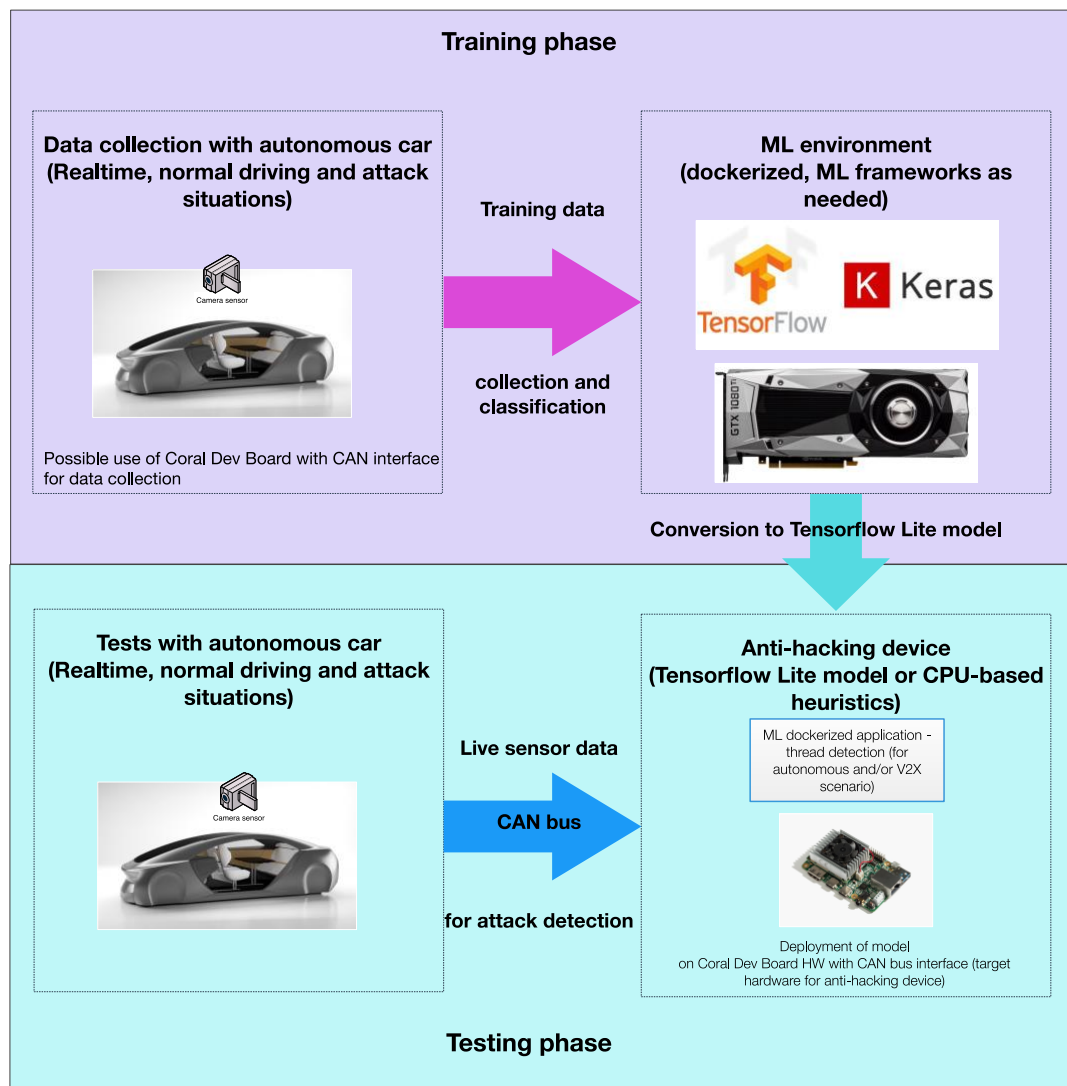 Training phase
Data collection with autonomous car
(Realtime, normal driving and attack
situations)
Camera sensor
Possible use of Coral Dev Board with CAN interface
for data collection
Training data
collection and
classification
ML environment
(dockerized, ML frameworks as
needed)
TensorFlow
K Keras
GTX 1080 Ti
Conversion to Tensorflow Lite model
Tests with autonomous car
(Realtime, normal driving and attack
situations)
Camera sensor
Live sensor data
CAN bus
for attack detection
Anti-hacking device
(Tensorflow Lite model or CPU-based
heuristics)
ML dockerized application -
thread detection (for
autonomous and/or V2X
scenario)
Deployment of model
on Coral Dev Board HW with CAN bus interface (target
hardware for anti-hacking device)
Testing phase